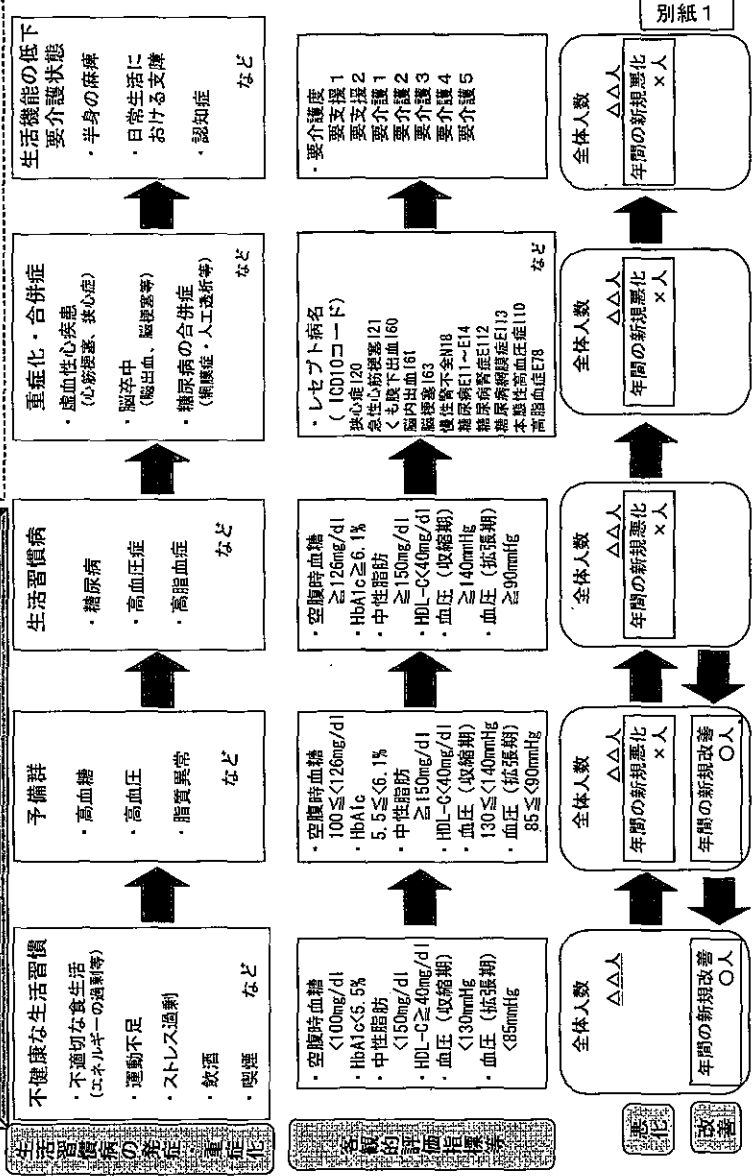 別紙1
生活習慣病の発症・重症化
不健康な生活習慣
・不適切な食生活
(エネルギーの過剰等)
・運動不足
・ストレス過剰
・飲酒
・喫煙
など
予備群
・高血糖
・高血圧
・脂質異常
など
生活習慣病
・糖尿病
・高血圧症
・高脂血症
など
重症化・合併症
・虚血性心疾患
(心筋梗塞、狭心症)
・脳卒中
(脳出血、脳梗塞等)
・糖尿病の合併症
(網膜症・人工透析等)
など
生活機能の低下
要介護状態
・半身の麻痺
・日常生活に
おける支障
・認知症
など
客観的評価指標等
・空腹時血糖
<100mg/dl
・HbA1c<5.5%
・中性脂肪
<150mg/dl
・HDL-C≧40mg/dl
・血圧(収縮期)
<130mmHg
・血圧(拡張期)
<85mmHg
・空腹時血糖
100≦<126mg/dl
・HbA1c
5.5≦<6.1%
・中性脂肪
≧150mg/dl
・HDL-C<40mg/dl
・血圧(収縮期)
130≦<140mmHg
・血圧(拡張期)
85≦<90mmHg
・空腹時血糖
≧126mg/dl
・HbA1c≧6.1%
・中性脂肪
≧150mg/dl
・HDL-C<40mg/dl
・血圧(収縮期)
≧140mmHg
・血圧(拡張期)
≧90mmHg
・レセプト病名
(ICD10コード)
狭心症I20
急性心筋梗塞I21
くも膜下出血I60
脳内出血I61
脳梗塞I63
慢性腎不全N18
糖尿病E11~E14
糖尿病腎症E112
糖尿病網膜症E113
本態性高血圧症I10
高脂血症E78
など
・要介護度
要支援1
要支援2
要介護1
要介護2
要介護3
要介護4
要介護5
悪化
改善
全体人数
△△人
年間の新規改善
○人
全体人数
△△人
年間の新規悪化
×人
年間の新規改善
○人
全体人数
△△人
年間の新規悪化
×人
全体人数
△△人
年間の新規悪化
×人
全体人数
△△人
年間の新規悪化
×人